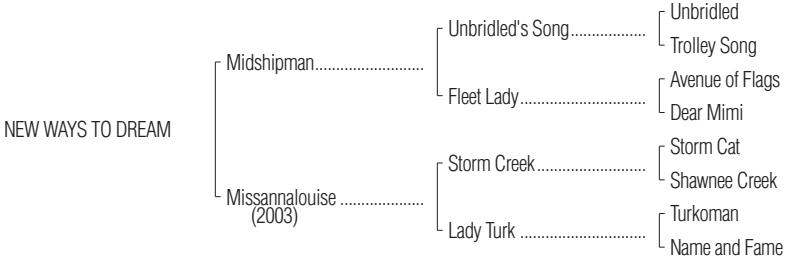 Unbridled
Unbridled's Song..................
Trolley Song
Midshipman..........................
Avenue of Flags
Fleet Lady..............................
Dear Mimi
NEW WAYS TO DREAM
Storm Cat
Storm Creek..........................
Shawnee Creek
Missannalouise ....................
(2003)
Turkoman
Lady Turk ..............................
Name and Fame